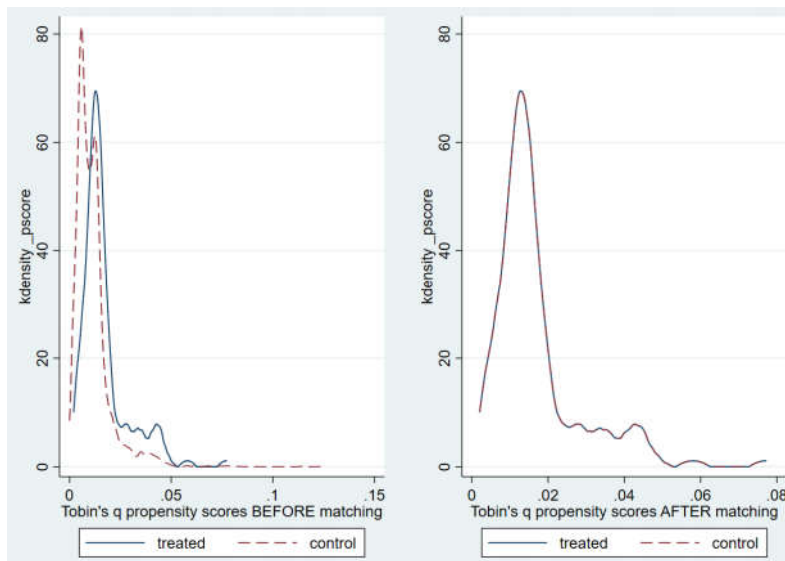 80
60
40
20
0
kdensity _pscore
0
.05
.1
.15
Tobin's q propensity scores BEFORE matching
treated
control
80
60
40
20
0
kdensity _pscore
0
.02
.04
.06
.08
Tobin's q propensity scores AFTER matching
treated
control